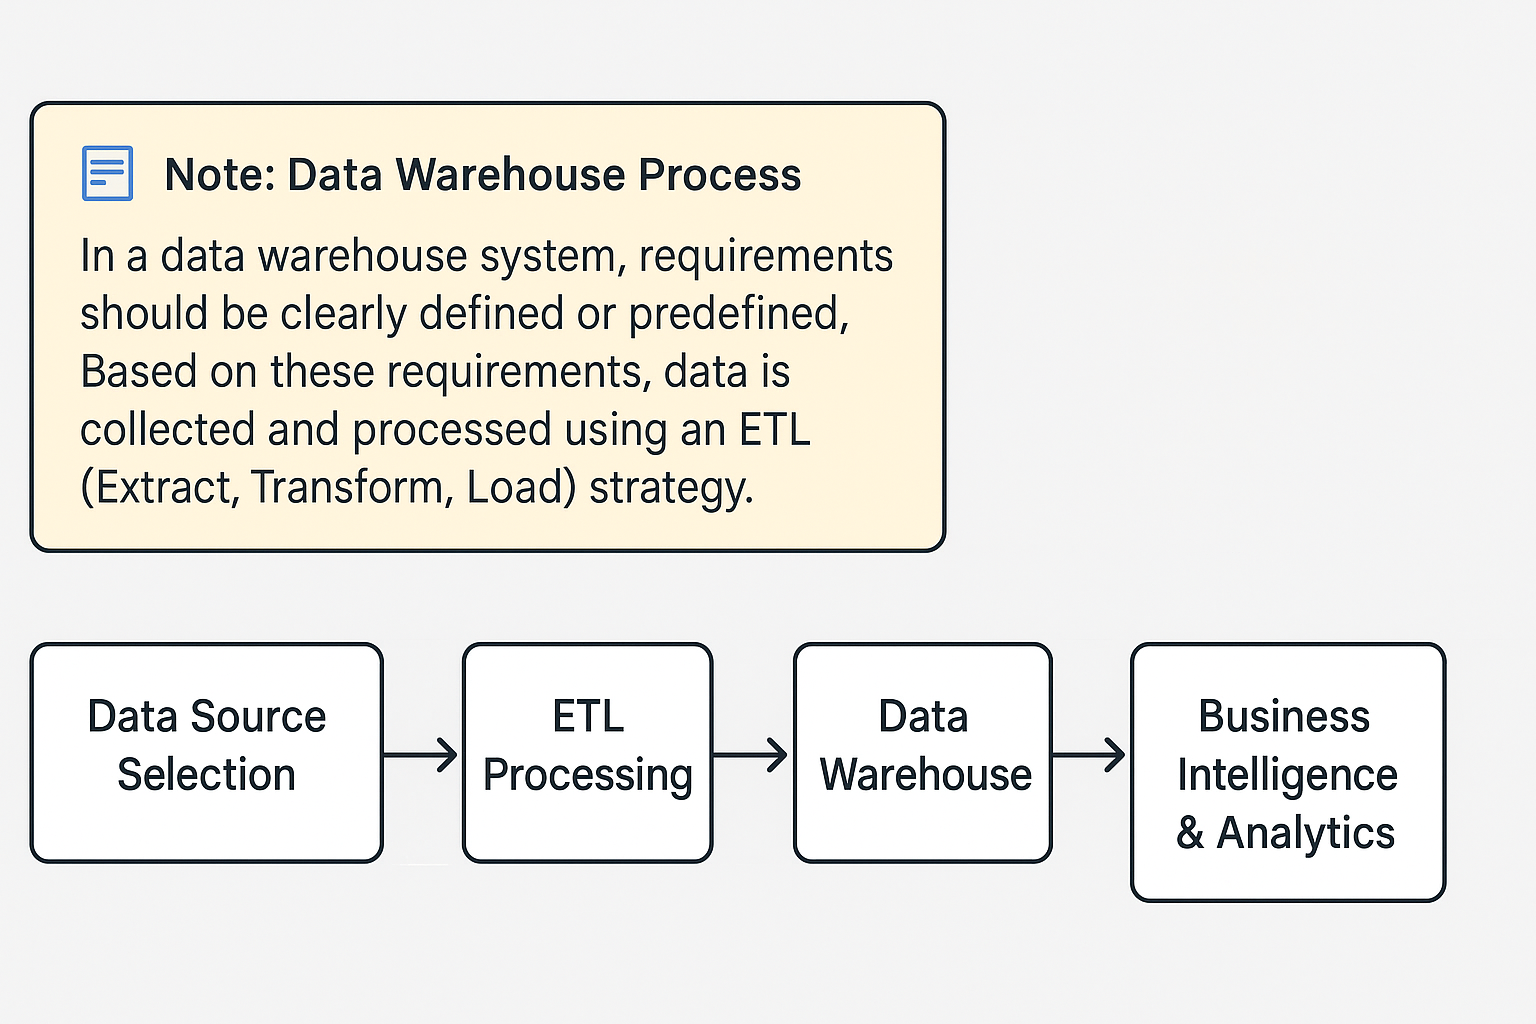 Note: Data Warehouse Process
In a data warehouse system, requirements
should be clearly defined or predefined,
Based on these requirements, data is
collected and processed using an ETL
(Extract, Transform, Load) strategy.
Data Source
Selection
ETL
Processing
Data
Warehouse
Business
Intelligence
& Analytics